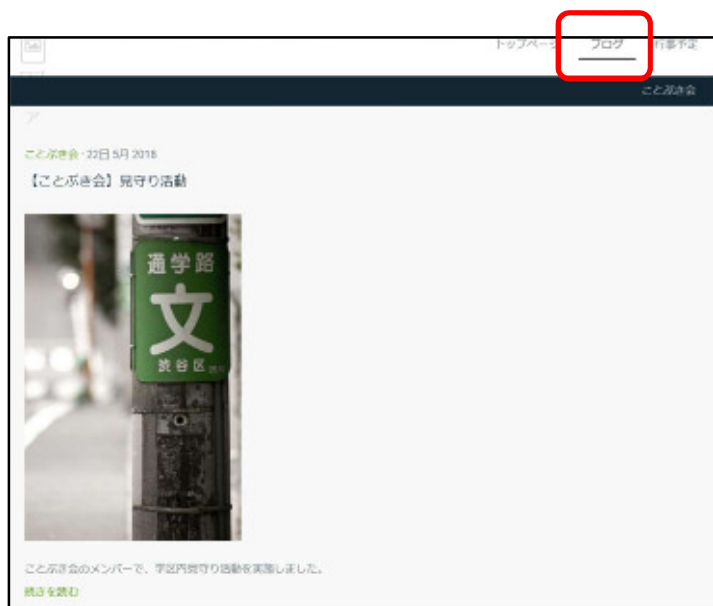 トップページ ブログ 行事予定
ことぶき会
ア
ことぶき会 · 22日 5月 2018
【ことぶき会】見守り活動
通学路
文
渋谷区
ことぶき会のメンバーで、学区内見守り活動を実施しました。
続きを読む